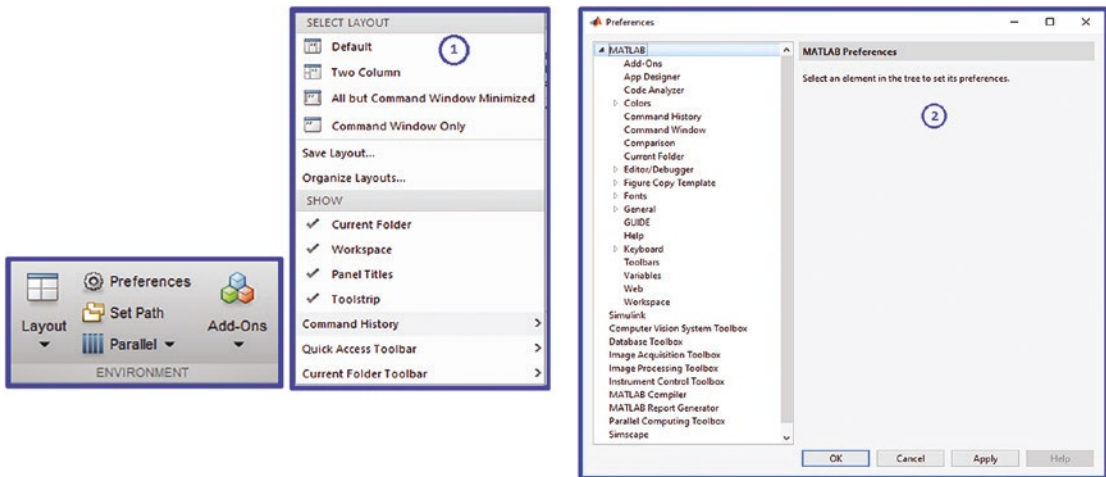 Layout
Preferences
Set Path
Parallel
Add-Ons
ENVIRONMENT
SELECT LAYOUT
Default
1
Two Column
All but Command Window Minimized
Command Window Only
Save Layout...
Organize Layouts...
SHOW
Current Folder
Workspace
Panel Titles
Toolstrip
Command History
Quick Access Toolbar
Current Folder Toolbar
Preferences
MATLAB
Add-Ons
App Designer
Code Analyzer
Colors
Command History
Command Window
Comparison
Current Folder
Editor/Debugger
Figure Copy Template
Fonts
General
GUIDE
Help
Keyboard
Toolbars
Variables
Web
Workspace
Simulink
Computer Vision System Toolbox
Database Toolbox
Image Acquisition Toolbox
Image Processing Toolbox
Instrument Control Toolbox
MATLAB Compiler
MATLAB Report Generator
Parallel Computing Toolbox
Simscape
MATLAB Preferences
Select an element in the tree to set its preferences.
2
OK Cancel Apply Help